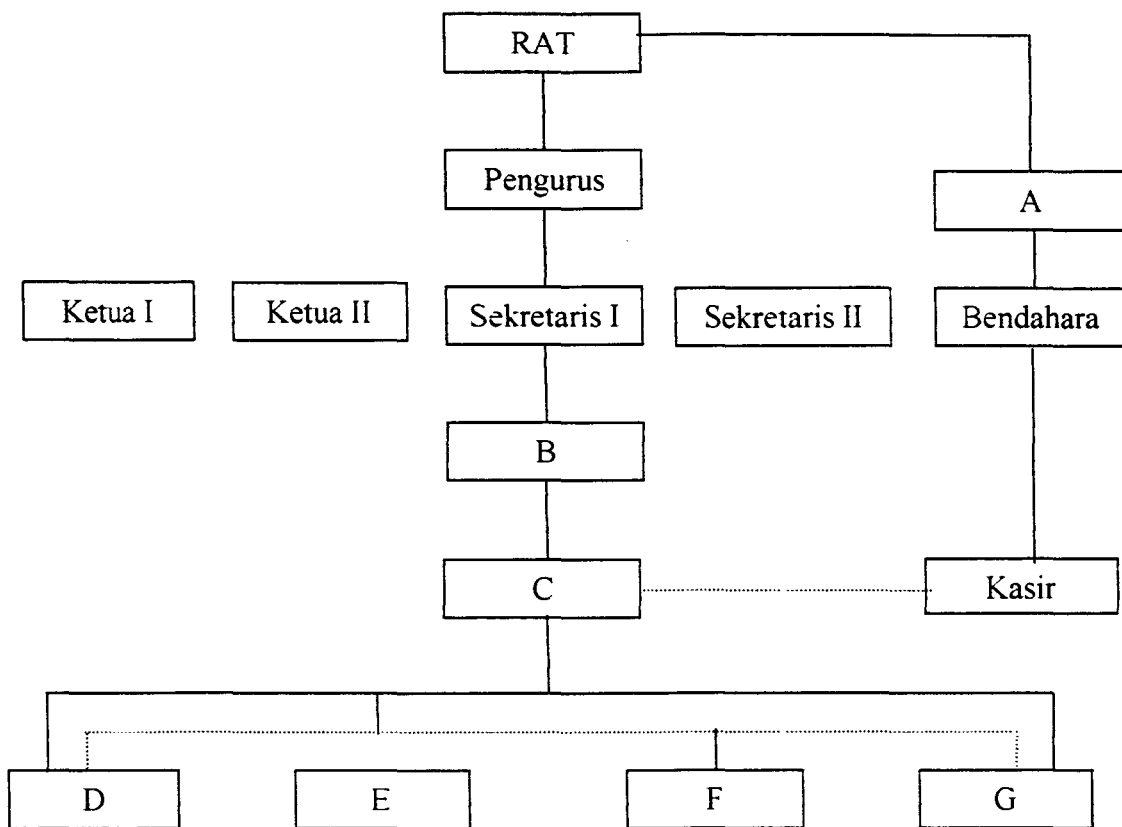 RAT
Pengurus
A
Ketua I
Ketua II
Sekretaris I
Sekretaris II
Bendahara
B
C
Kasir
D
E
F
G